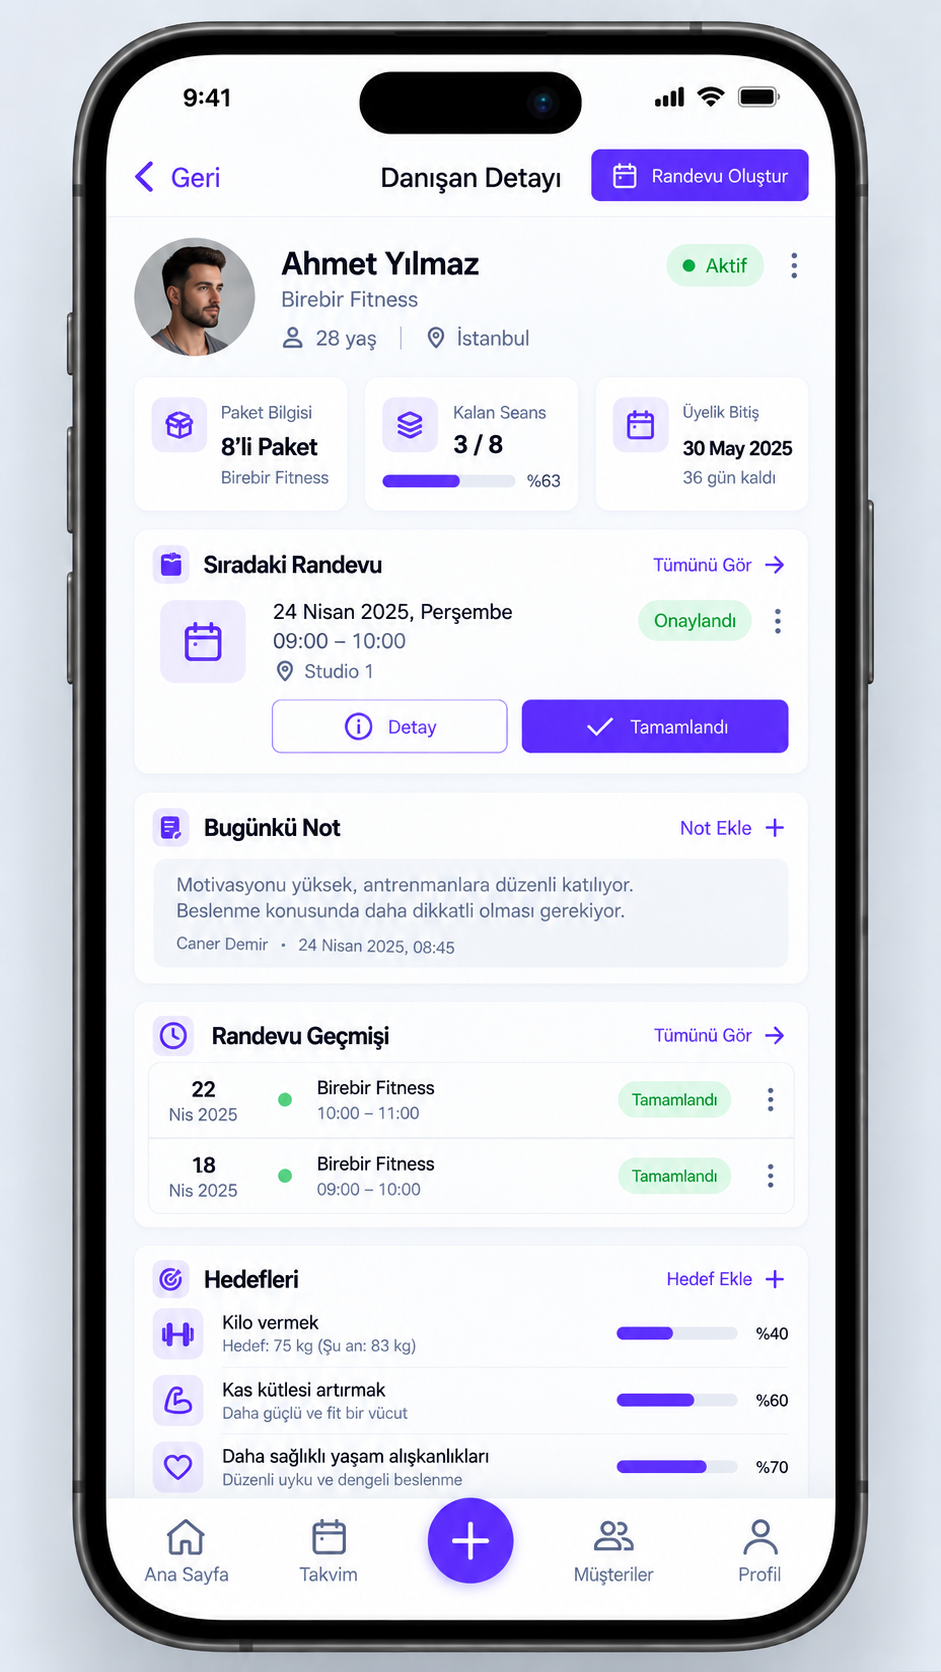 9:41
Geri
Danışan Detayı
Randevu Oluştur
Ahmet Yılmaz
Aktif
Birebir Fitness
28 yaş
İstanbul
Paket Bilgisi
8'li Paket
Birebir Fitness
Kalan Seans
3 / 8
%63
Üyelik Bitiş
30 May 2025
36 gün kaldı
Sıradaki Randevu
Tümünü Gör
24 Nisan 2025, Perşembe
Onaylandı
09:00 – 10:00
Studio 1
Detay
Tamamlandı
Bugünkü Not
Not Ekle
Motivasyonu yüksek, antrenmanlara düzenli katılıyor.
Beslenme konusunda daha dikkatli olması gerekiyor.
Caner Demir • 24 Nisan 2025, 08:45
Randevu Geçmişi
Tümünü Gör
22
Nis 2025
Birebir Fitness
10:00 – 11:00
Tamamlandı
18
Nis 2025
Birebir Fitness
09:00 – 10:00
Tamamlandı
Hedefleri
Hedef Ekle
Kilo vermek
Hedef: 75 kg (Şu an: 83 kg)
%40
Kas kütlesi artırmak
Daha güçlü ve fit bir vücut
%60
Daha sağlıklı yaşam alışkanlıkları
Düzenli uyku ve dengeli beslenme
%70
Ana Sayfa
Takvim
Müşteriler
Profil